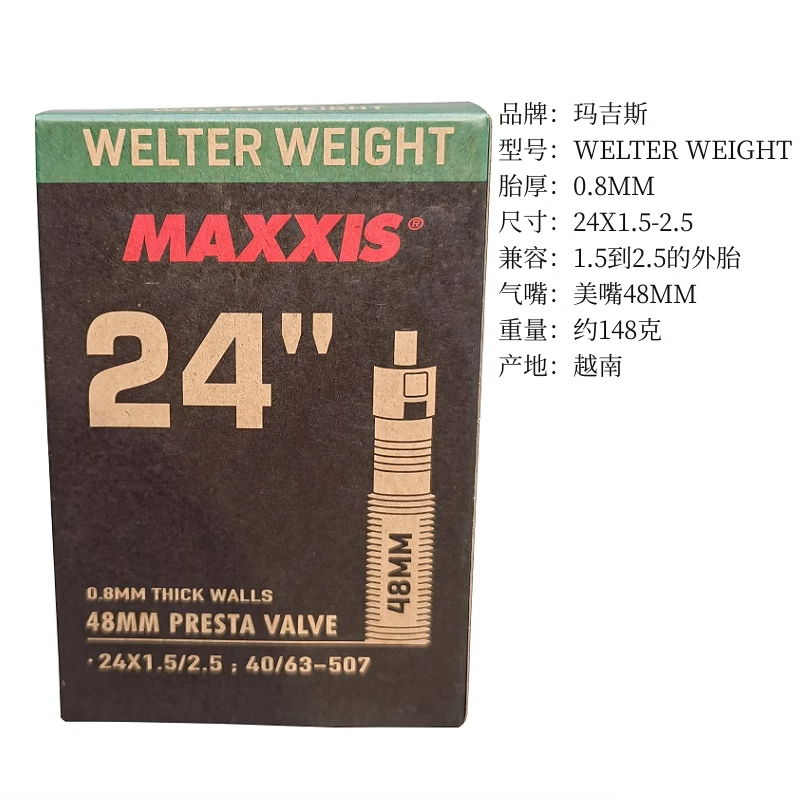 WELTER WEIGHT
WELTER WEIGHT
MAXXIS®
24"
48MM
0.8MM THICK WALLS
48MM PRESTA VALVE
·24X1.5/2.5 ; 40/63-507
品牌：玛吉斯
型号：WELTER WEIGHT
胎厚：0.8MM
尺寸：24X1.5-2.5
兼容：1.5到2.5的外胎
气嘴：美嘴48MM
重量：约148克
产地：越南